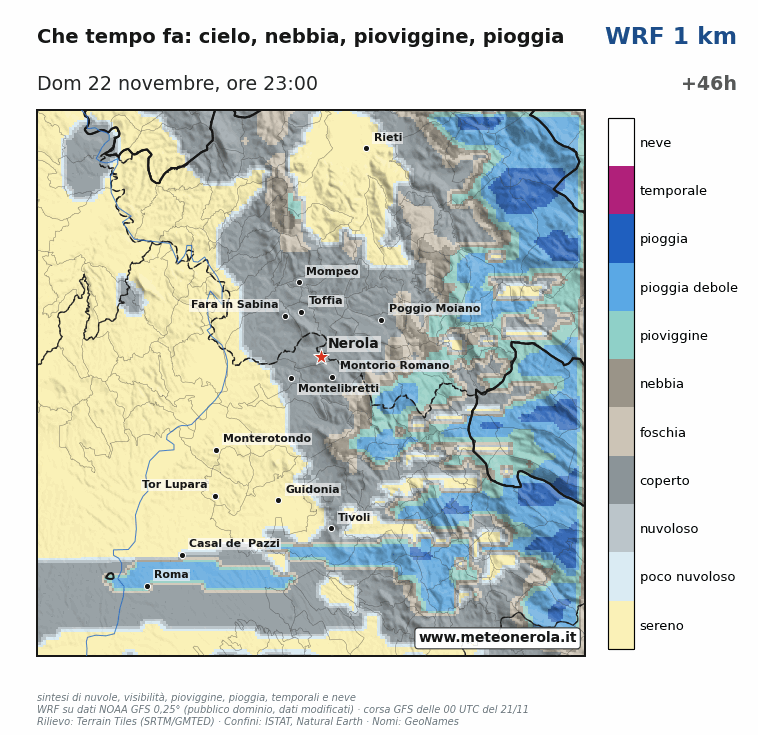 Che tempo fa: cielo, nebbia, pioviggine, pioggia
WRF 1 km
Dom 22 novembre, ore 23:00
+46h
Rieti
Mompeo
Fara in Sabina
Toffia
Poggio Moiano
Nerola
Montorio Romano
Montelibretti
Monterotondo
Tor Lupara
Guidonia
Tivoli
Casal de' Pazzi
Roma
www.meteonerola.it
neve
temporale
pioggia
pioggia debole
pioviggine
nebbia
foschia
coperto
nuvoloso
poco nuvoloso
sereno
sintesi di nuvole, visibilità, pioviggine, pioggia, temporali e neve
WRF su dati NOAA GFS 0,25° (pubblico dominio, dati modificati) · corsa GFS delle 00 UTC del 21/11
Rilievo: Terrain Tiles (SRTM/GMTED) · Confini: ISTAT, Natural Earth · Nomi: GeoNames